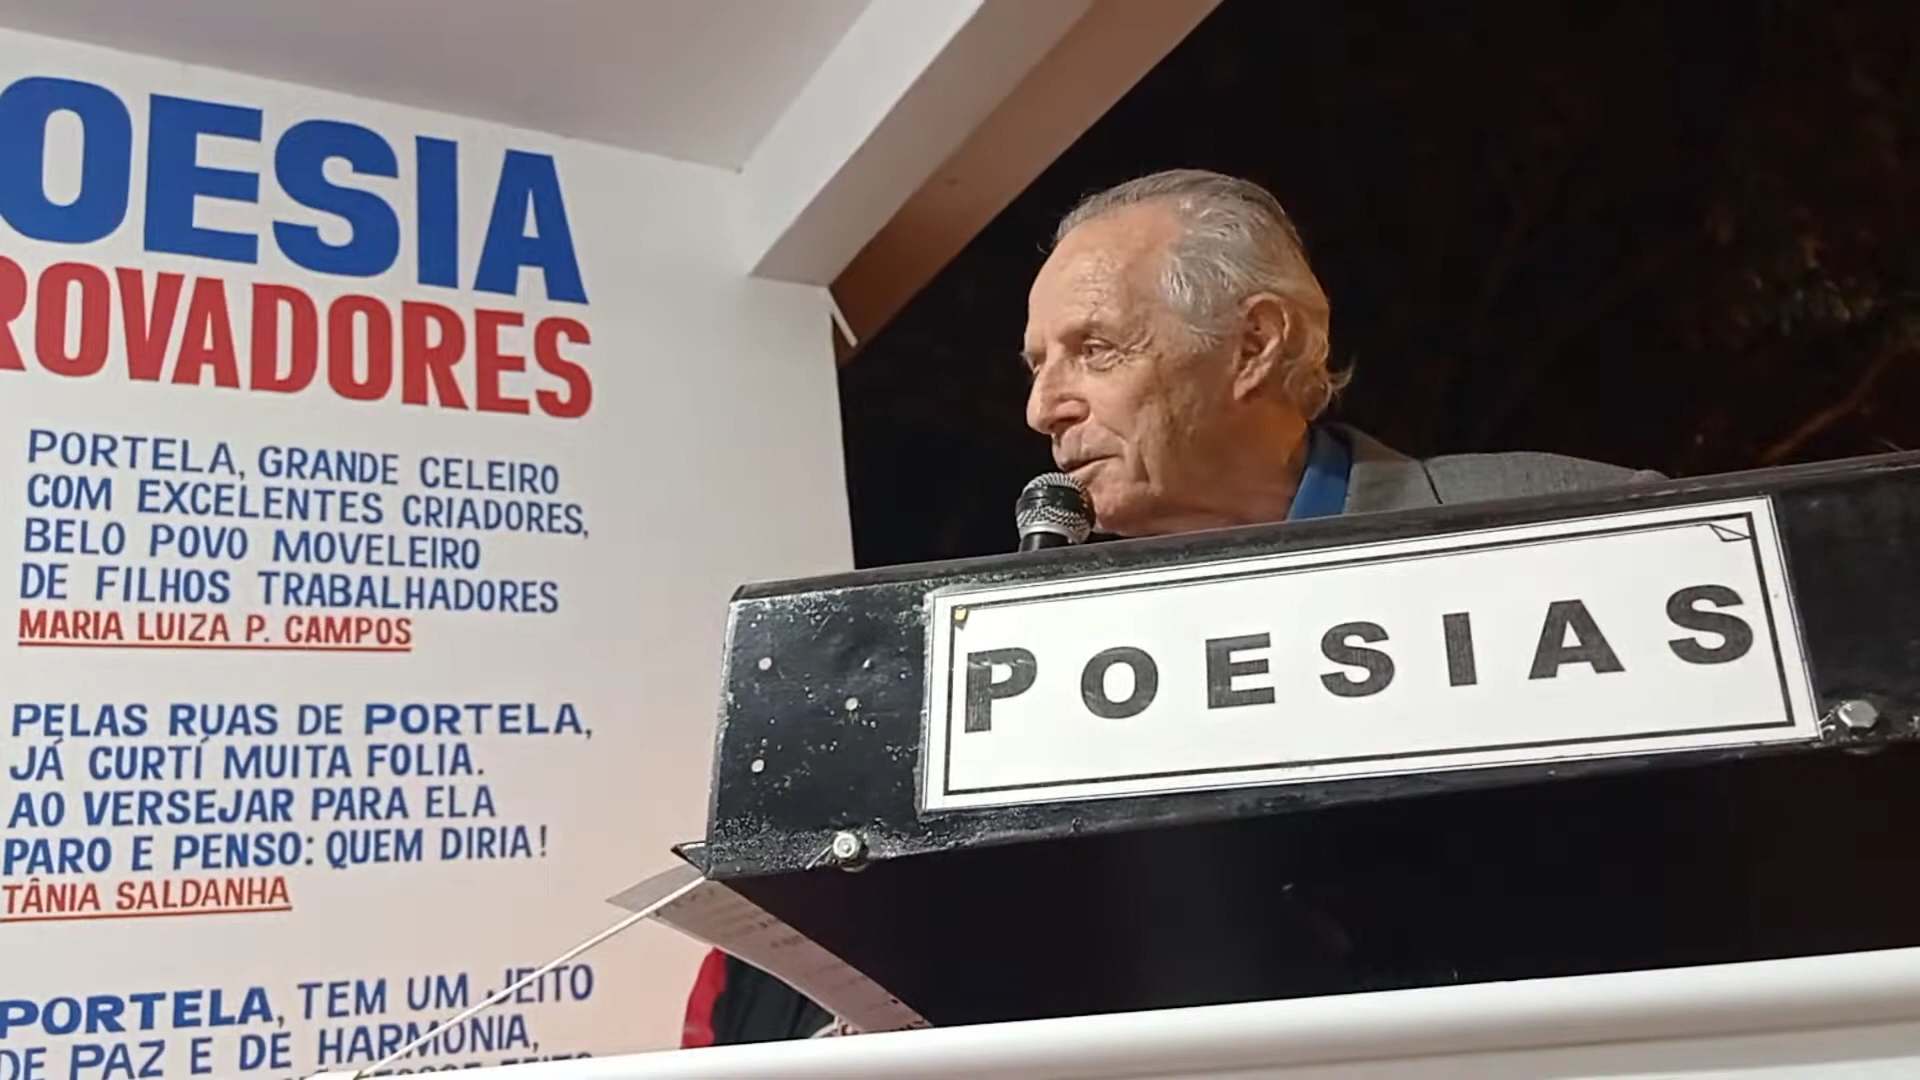 OESIA
ROVADORES
PORTELA, GRANDE CELEIRO
COM EXCELENTES CRIADORES,
BELO POVO MOVELEIRO
DE FILHOS TRABALHADORES
MARIA LUIZA P. CAMPOS
PELAS RUAS DE PORTELA,
JÁ CURTÍ MUITA FOLIA.
AO VERSEJAR PARA ELA
PARO E PENSO: QUEM DIRIA!
TÂNIA SALDANHA
PORTELA, TEM UM JEITO
DE PAZ E DE HARMONIA,
POESIAS